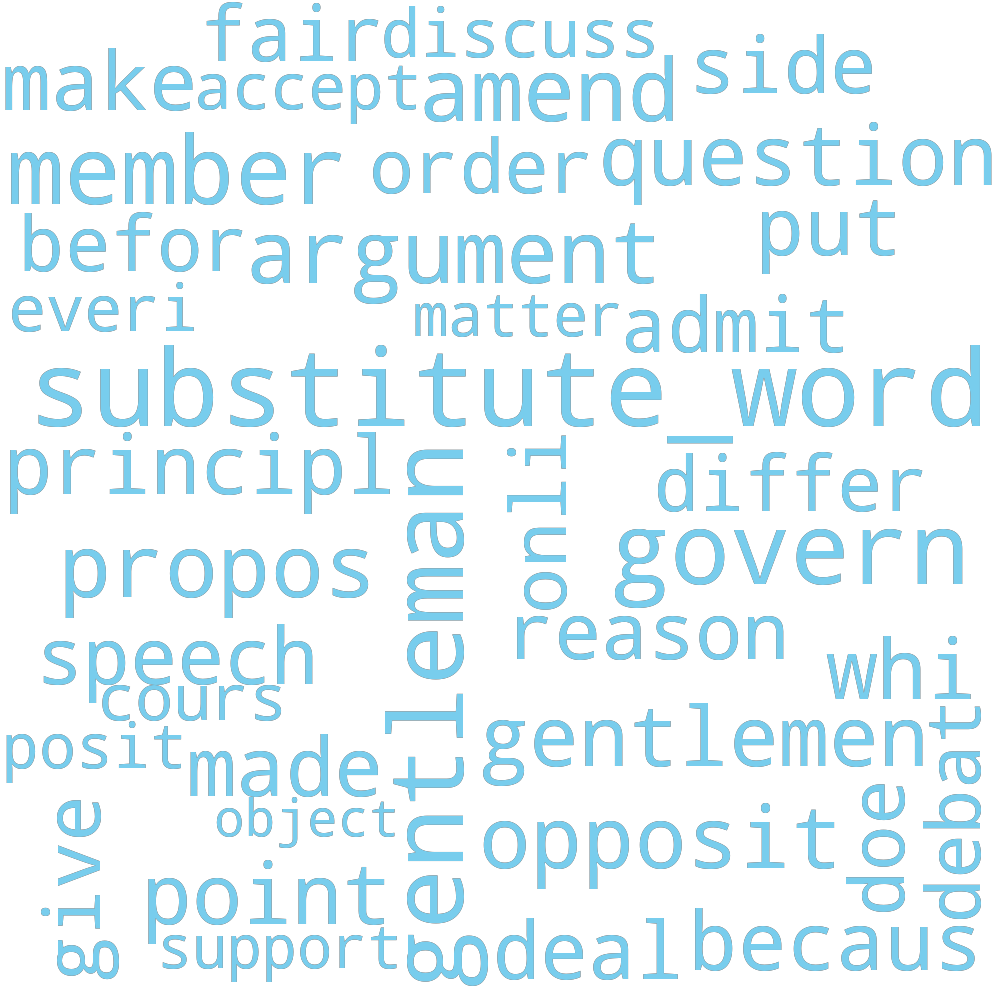 fair discuss
make accept amend side
member order question
befor argument put
everi matter admit
substitute_word
principl onli differ
gentleman
propos govern
speech reason whi
cours
posit made gentlemen debat
object
give point opposit doe
support deal becaus